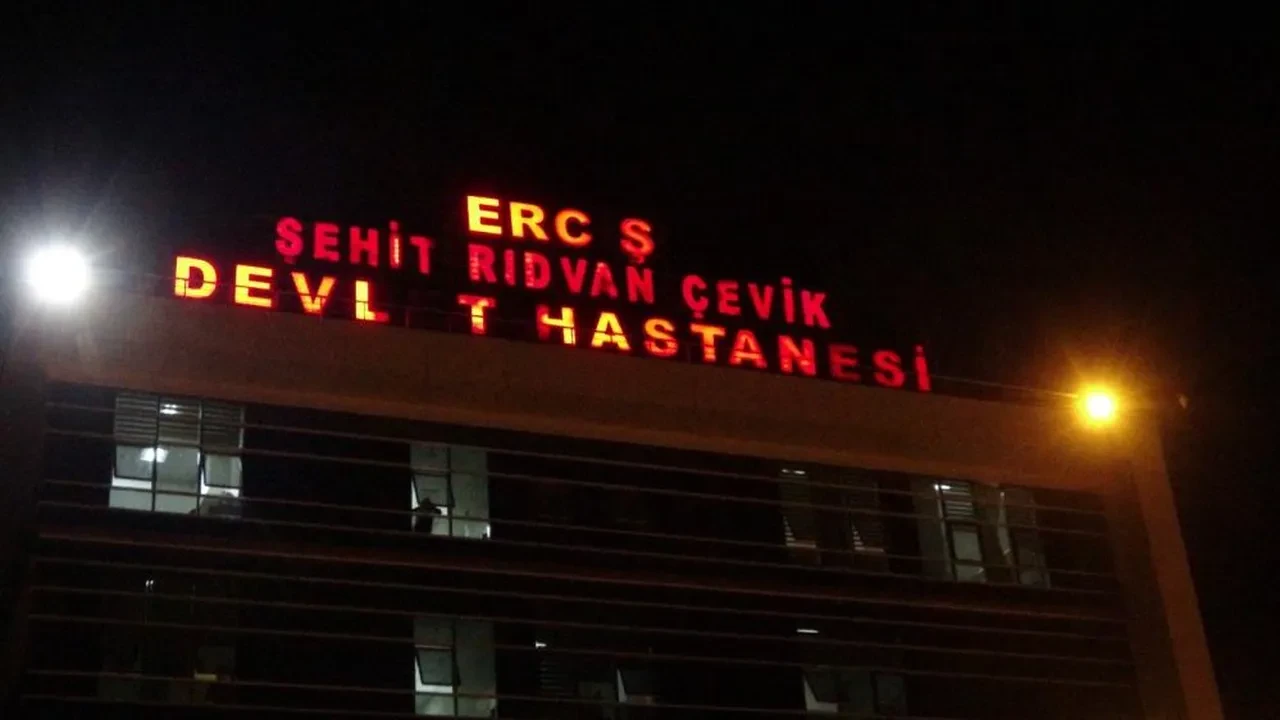 ERC Ş
ŞEHİT RIDVAN ÇEVİK
DEVL T HASTANESİ